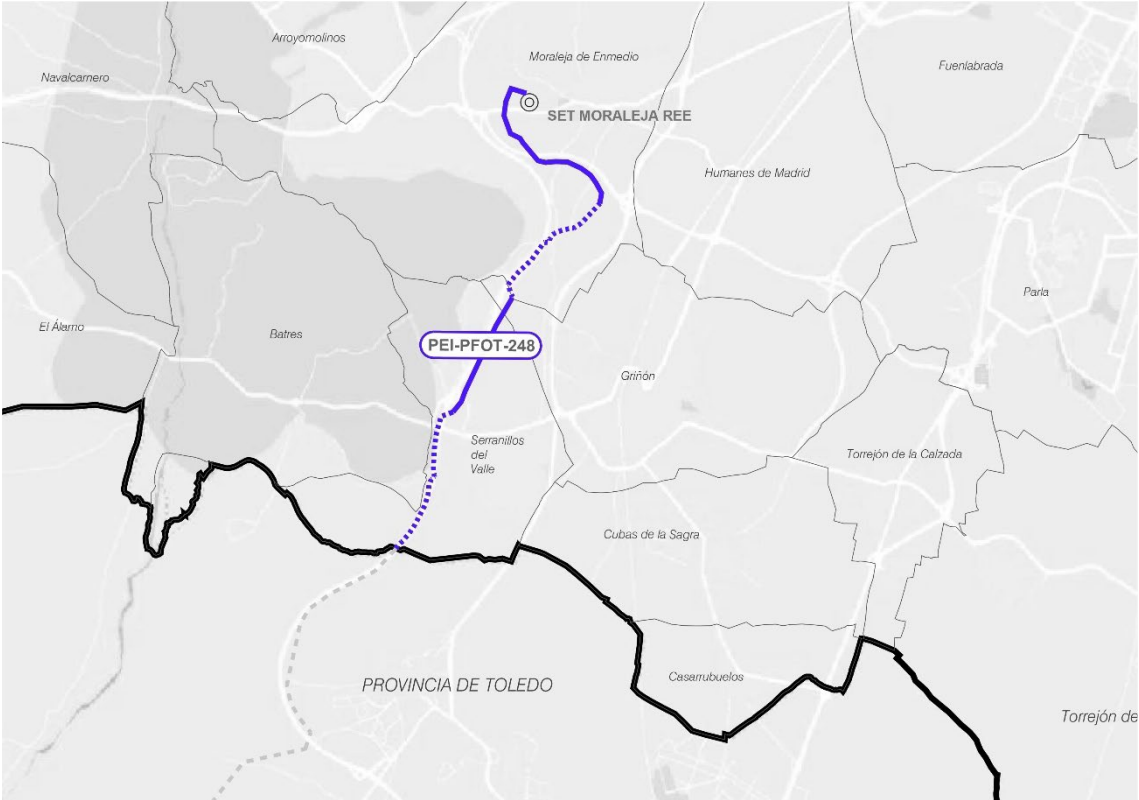 Arroyomolinos
Moraleja de Enmedio
Fuenlabrada
Navalcarnero
SET MORALEJA REE
Humanes de Madrid
Parla
El Álamo
Batres
PEI-PFOT-248
Griñón
Serranillos
del
Valle
Torrejón de la Calzada
Cubas de la Sagra
Casarrubuelos
PROVINCIA DE TOLEDO
Torrejón de